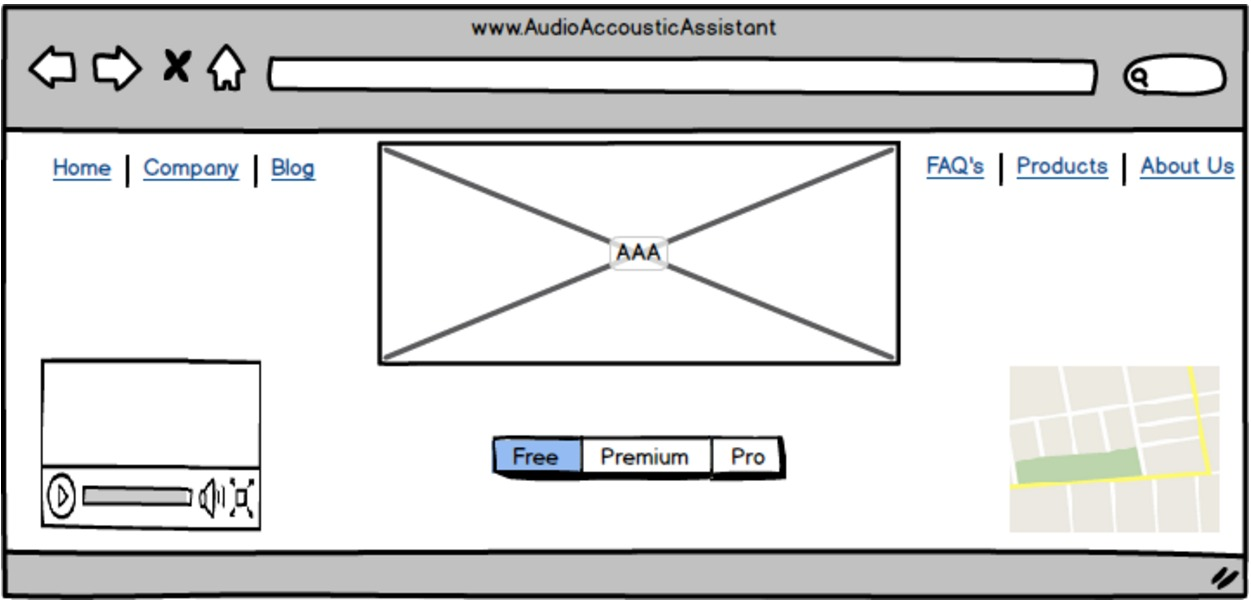 www.AudioAccousticAssistant
Home | Company | Blog
FAQ's | Products | About Us
AAA
Free Premium Pro